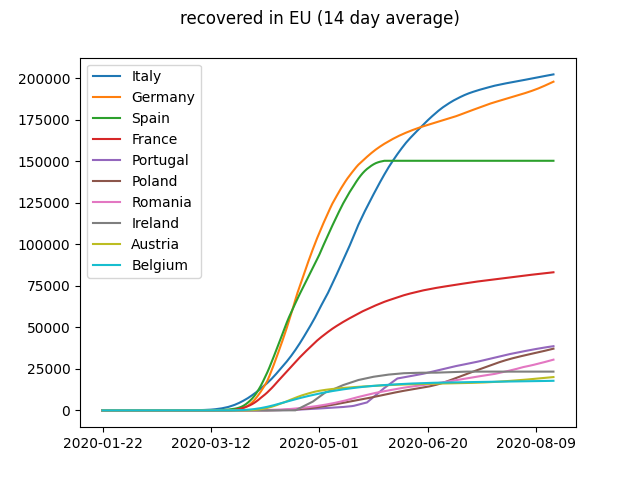 recovered in EU (14 day average)
200000
175000
150000
125000
100000
75000
50000
25000
0
Italy
Germany
Spain
France
Portugal
Poland
Romania
Ireland
Austria
Belgium
2020-01-22
2020-03-12
2020-05-01
2020-06-20
2020-08-09